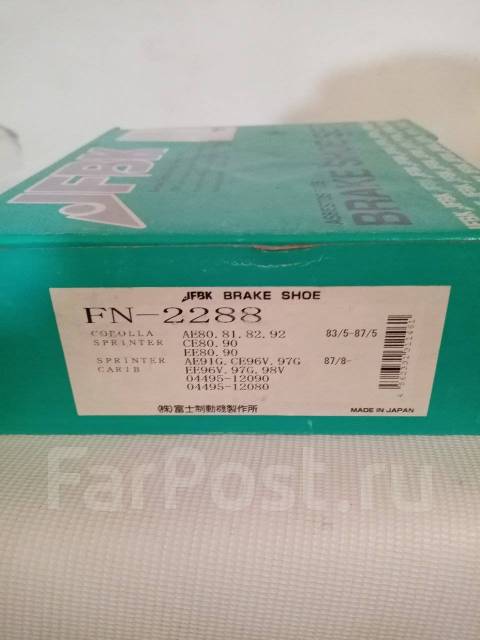 JFBK
ASBESTOS
BRAKE SHOE
JFBK BRAKE SHOE
FN-2288
COROLLA AE80.81.82.92 83/5-87/5
SPRINTER CE80.90
EE80.90
SPRINTER AE91G.CE96V.97G 87/8-
CARIB EE96V.97G.98V
04495-12090
04495-12080
㈱富士制動機製作所 MADE IN JAPAN
FarPost.ru